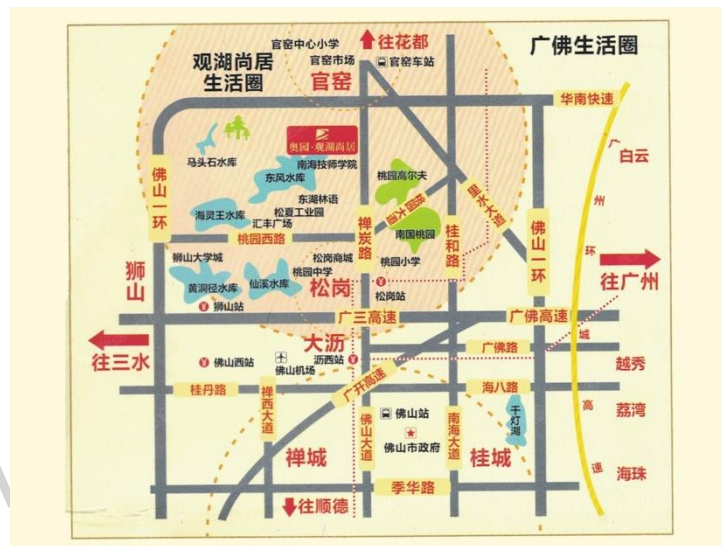 官窑中心小学
往花都
广佛生活圈
观湖尚居
生活圈
官窑市场
官窑车站
官窑
华南快速
奥园·观湖尚居
马头石水库
南海技师学院
东风水库
桃园高尔夫
白云
佛山一环
海灵王水库
东湖林语
松夏工业园
汇丰广场
桃园西路
禅炭路
桃园大道
南国桃园
桂和路
里水大道
佛山一环
广州环城高速
狮山大学城
松岗商城
桃园中学
桃园小学
狮山
黄洞径水库
仙溪水库
松岗
松岗站
往广州
狮山站
广三高速
广佛高速
大沥
往三水
佛山西站
佛山机场
沥西站
广佛路
越秀
桂丹路
禅西大道
广开高速
海八路
佛山大道
佛山站
南海大道
千灯湖
荔湾
佛山市政府
禅城
桂城
海珠
季华路
往顺德